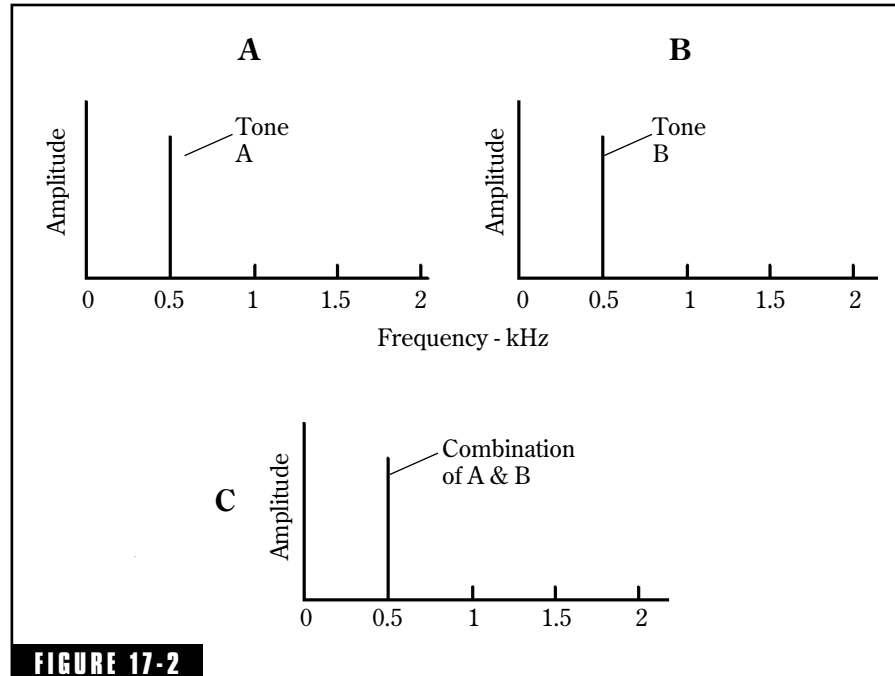 A
B
Amplitude
Tone
A
0 0.5 1 1.5 2
Amplitude
Tone
B
0 0.5 1 1.5 2
Frequency - kHz
C
Amplitude
Combination
of A & B
0 0.5 1 1.5 2
FIGURE 17-2